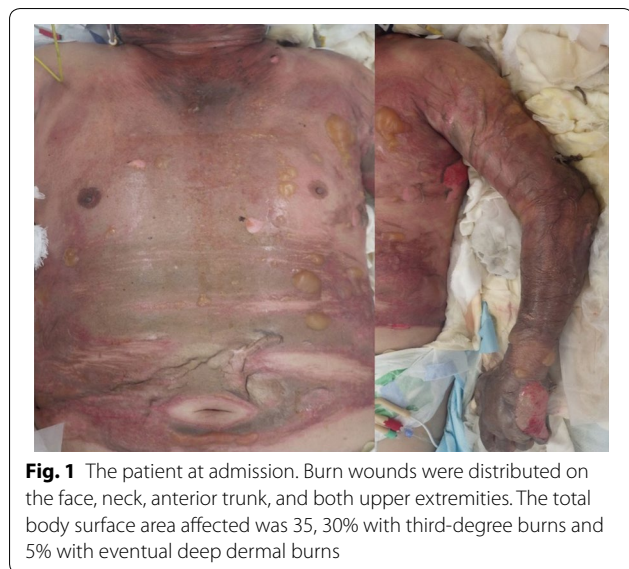 Fig. 1 The patient at admission. Burn wounds were distributed on
the face, neck, anterior trunk, and both upper extremities. The total
body surface area affected was 35, 30% with third-degree burns and
5% with eventual deep dermal burns